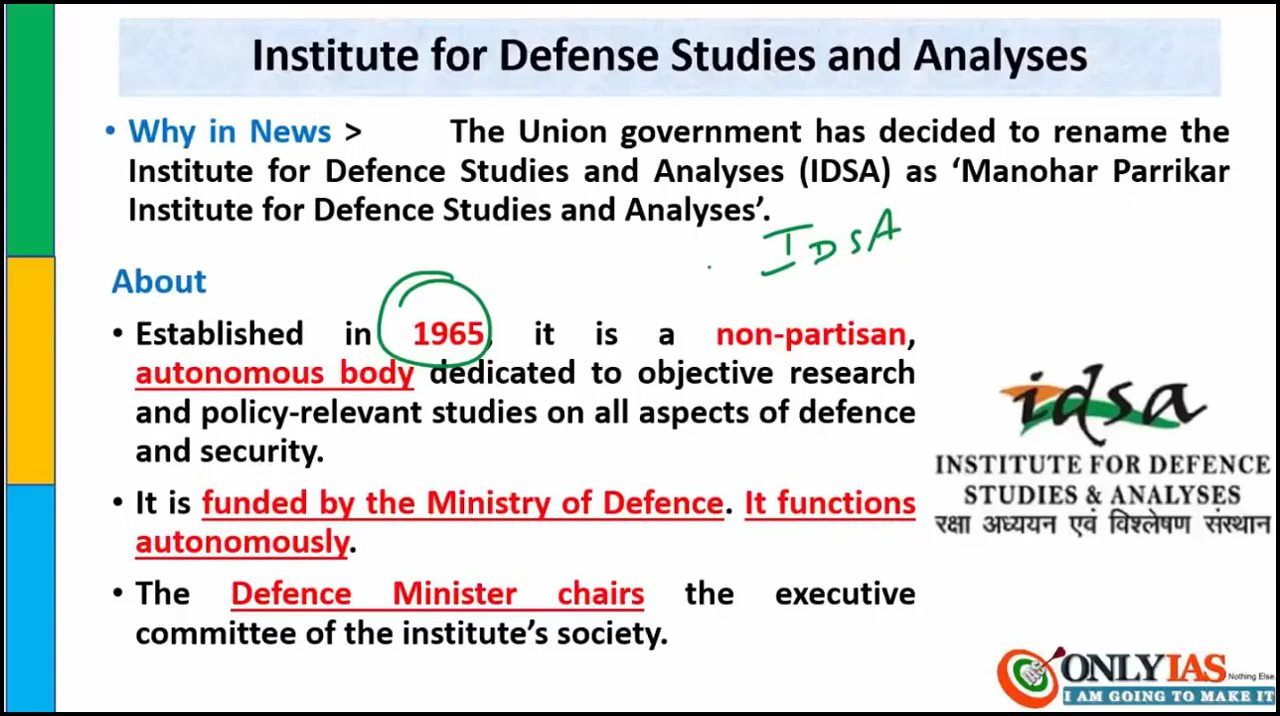 Institute for Defense Studies and Analyses
• Why in News > The Union government has decided to rename the
Institute for Defence Studies and Analyses (IDSA) as ‘Manohar Parrikar
Institute for Defence Studies and Analyses’.
IDSA
About
• Established in 1965, it is a non-partisan,
autonomous body dedicated to objective research
and policy-relevant studies on all aspects of defence
and security.
• It is funded by the Ministry of Defence. It functions
autonomously.
• The Defence Minister chairs the executive
committee of the institute’s society.
idsa
INSTITUTE FOR DEFENCE
STUDIES & ANALYSES
रक्षा अध्ययन एवं विश्लेषण संस्थान
ONLYIAS
Nothing Else
I AM GOING TO MAKE IT